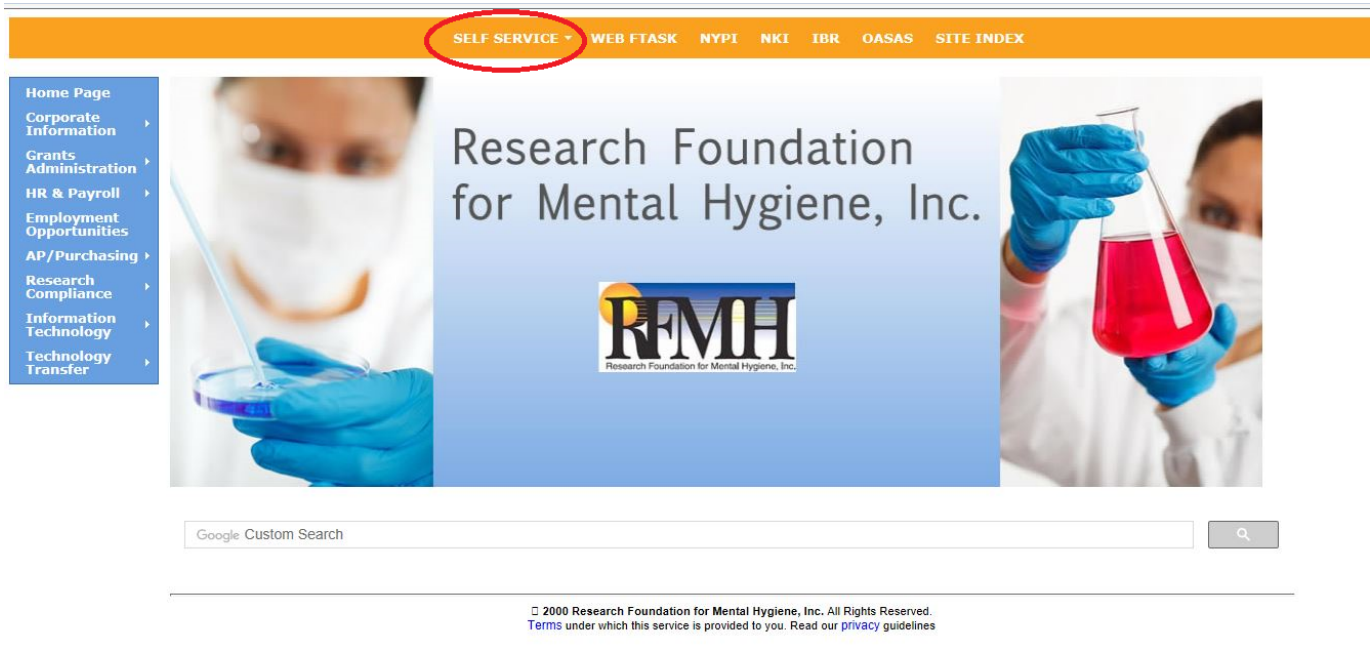 SELF SERVICE WEB FTASK NYPI NKI IBR OASAS SITE INDEX
Home Page
Corporate
Information
Grants
Administration
HR & Payroll
Employment
Opportunities
AP/Purchasing
Research
Compliance
Information
Technology
Technology
Transfer
Research Foundation
for Mental Hygiene, Inc.
RFMH
Research Foundation for Mental Hygiene, Inc.
Google Custom Search
2000 Research Foundation for Mental Hygiene, Inc. All Rights Reserved.
Terms under which this service is provided to you. Read our privacy guidelines